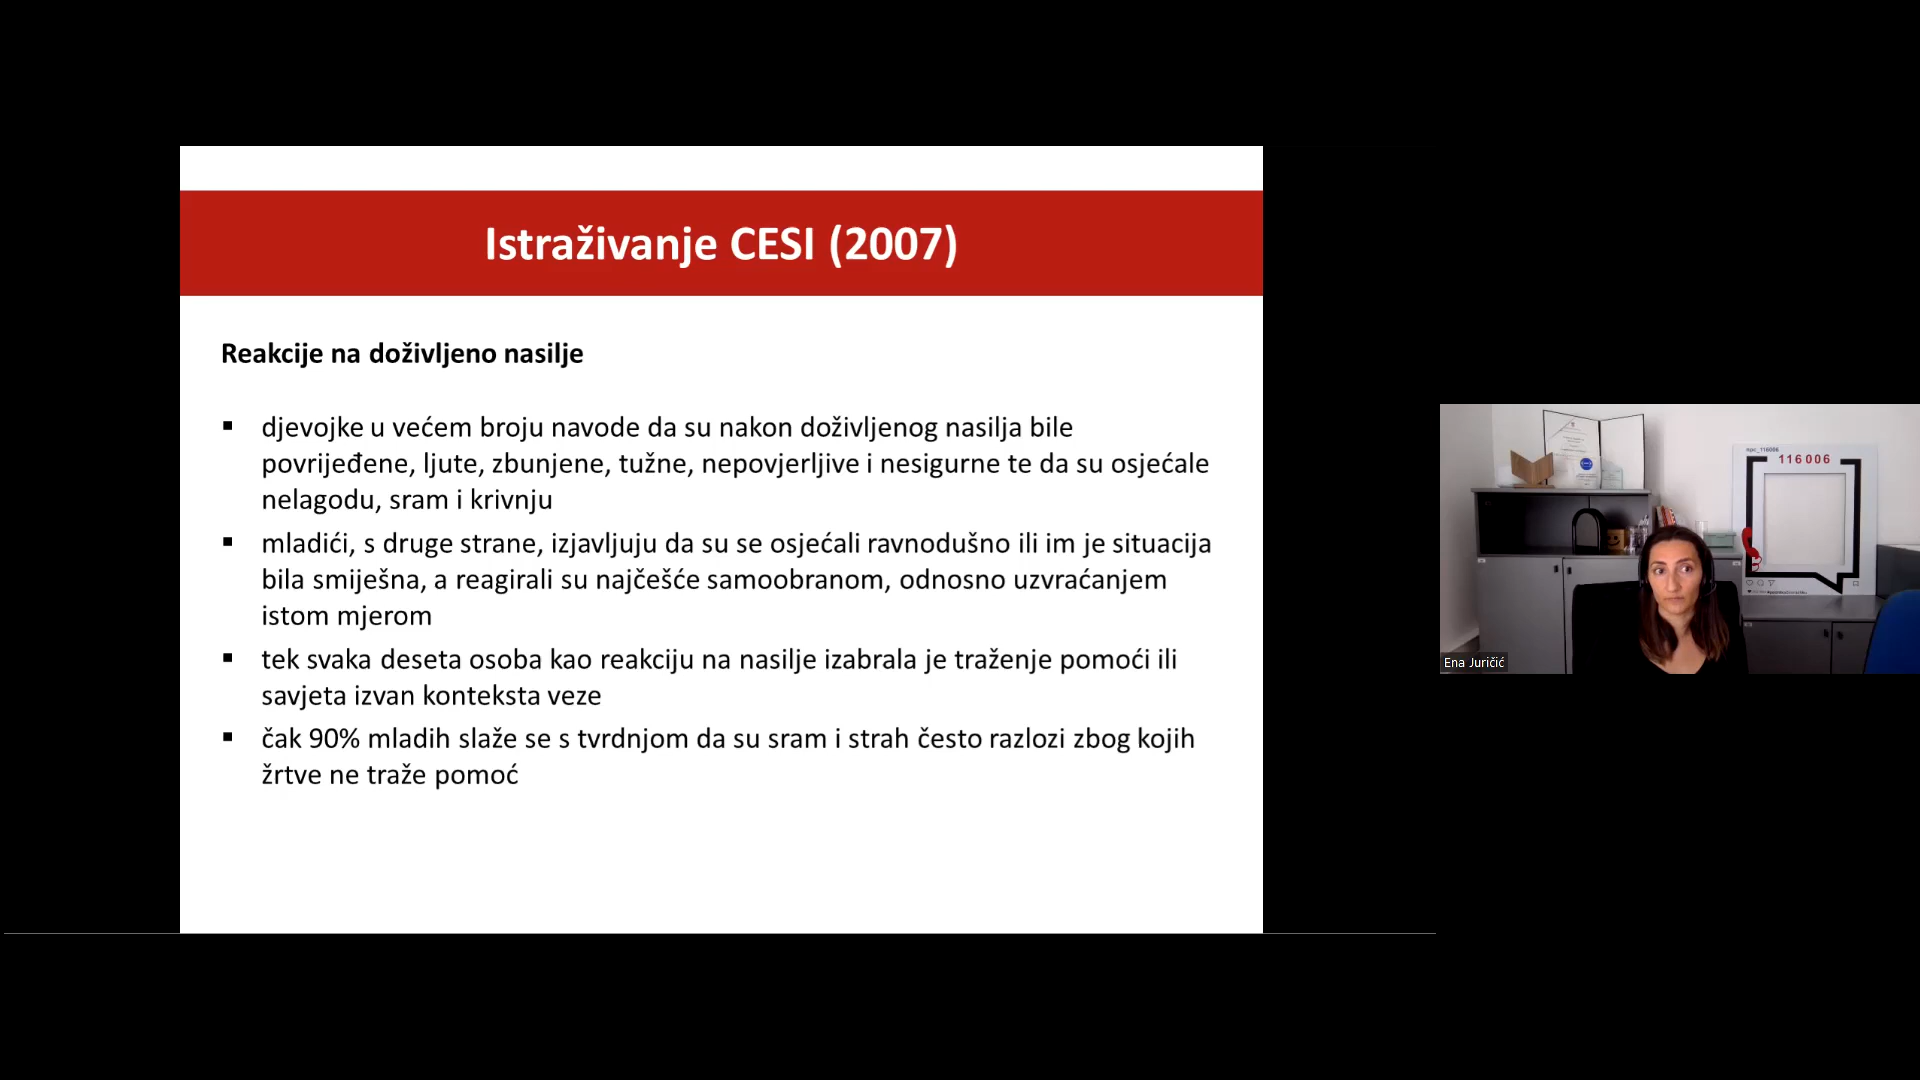 Istraživanje CESI (2007)
Reakcije na doživljeno nasilje
▪ djevojke u većem broju navode da su nakon doživljenog nasilja bile
povrijeđene, ljute, zbunjene, tužne, nepovjerljive i nesigurne te da su osjećale
nelagodu, sram i krivnju
▪ mladići, s druge strane, izjavljuju da su se osjećali ravnodušno ili im je situacija
bila smiješna, a reagirali su najčešće samoobranom, odnosno uzvraćanjem
istom mjerom
▪ tek svaka deseta osoba kao reakciju na nasilje izabrala je traženje pomoći ili
savjeta izvan konteksta veze
▪ čak 90% mladih slaže se s tvrdnjom da su sram i strah često razlozi zbog kojih
žrtve ne traže pomoć
npc_116006
116 006
Ena Juričić